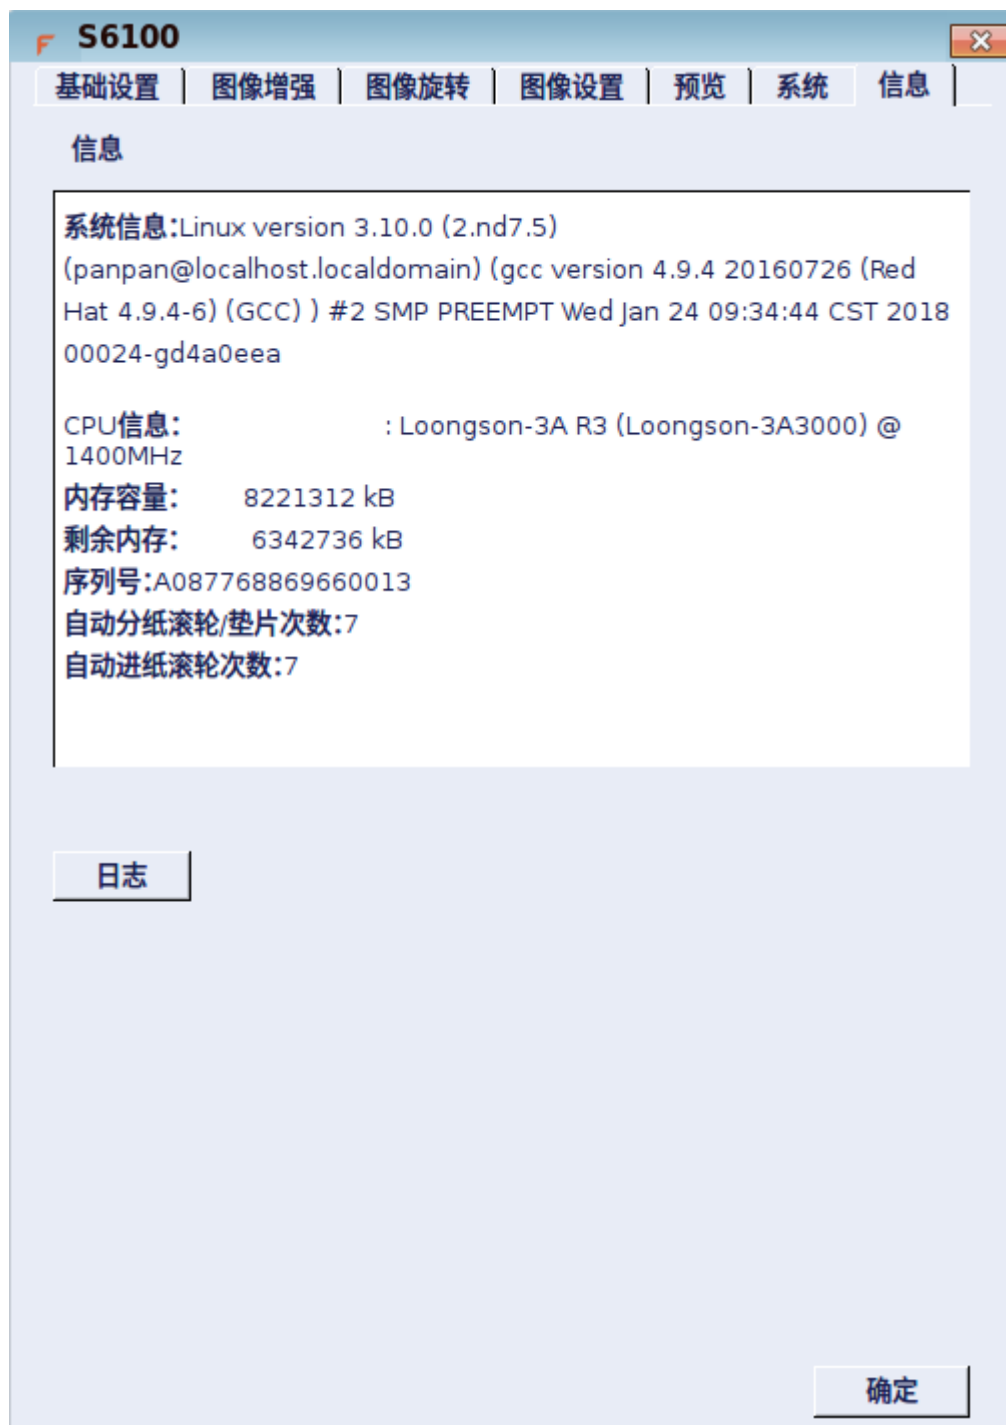 S6100
基础设置 图像增强 图像旋转 图像设置 预览 系统 信息
信息
系统信息:Linux version 3.10.0 (2.nd7.5)
(panpan@localhost.localdomain) (gcc version 4.9.4 20160726 (Red
Hat 4.9.4-6) (GCC) ) #2 SMP PREEMPT Wed Jan 24 09:34:44 CST 2018
00024-gd4a0eea
CPU信息: : Loongson-3A R3 (Loongson-3A3000) @
1400MHz
内存容量: 8221312 kB
剩余内存: 6342736 kB
序列号:A087768869660013
自动分纸滚轮/垫片次数:7
自动进纸滚轮次数:7
日志
确定